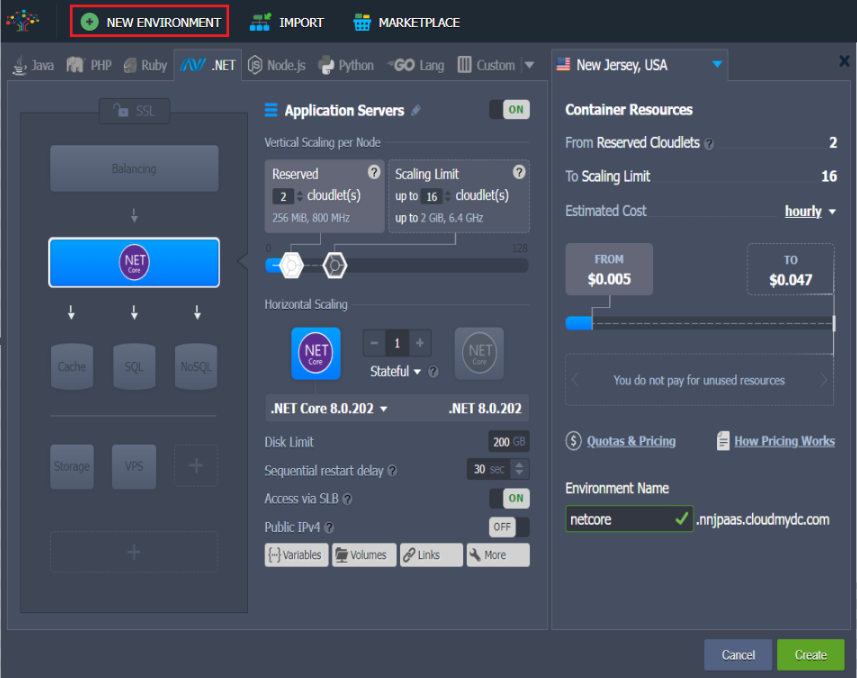 NEW ENVIRONMENT IMPORT MARKETPLACE
Java PHP Ruby .NET Node.js Python GO Lang Custom
New Jersey, USA
SSL
Balancing
NET
Core
Cache SQL NoSQL
Storage VPS
Application Servers ON
Vertical Scaling per Node
Reserved ?
2 cloudlet(s)
256 MiB, 800 MHz
Scaling Limit ?
up to 16 cloudlet(s)
up to 2 GiB, 6.4 GHz
0 128
Horizontal Scaling
NET
Core
1
NET
Core
Stateful ?
.NET Core 8.0.202 .NET 8.0.202
Disk Limit 200 GB
Sequential restart delay ? 30 sec
Access via SLB ? ON
Public IPv4 ? OFF
Variables Volumes Links More
Container Resources
From Reserved Cloudlets ? 2
To Scaling Limit 16
Estimated Cost hourly
FROM
$0.005
TO
$0.047
You do not pay for unused resources
$ Quotas & Pricing How Pricing Works
Environment Name
netcore .nnjpaas.cloudmydc.com
Cancel Create